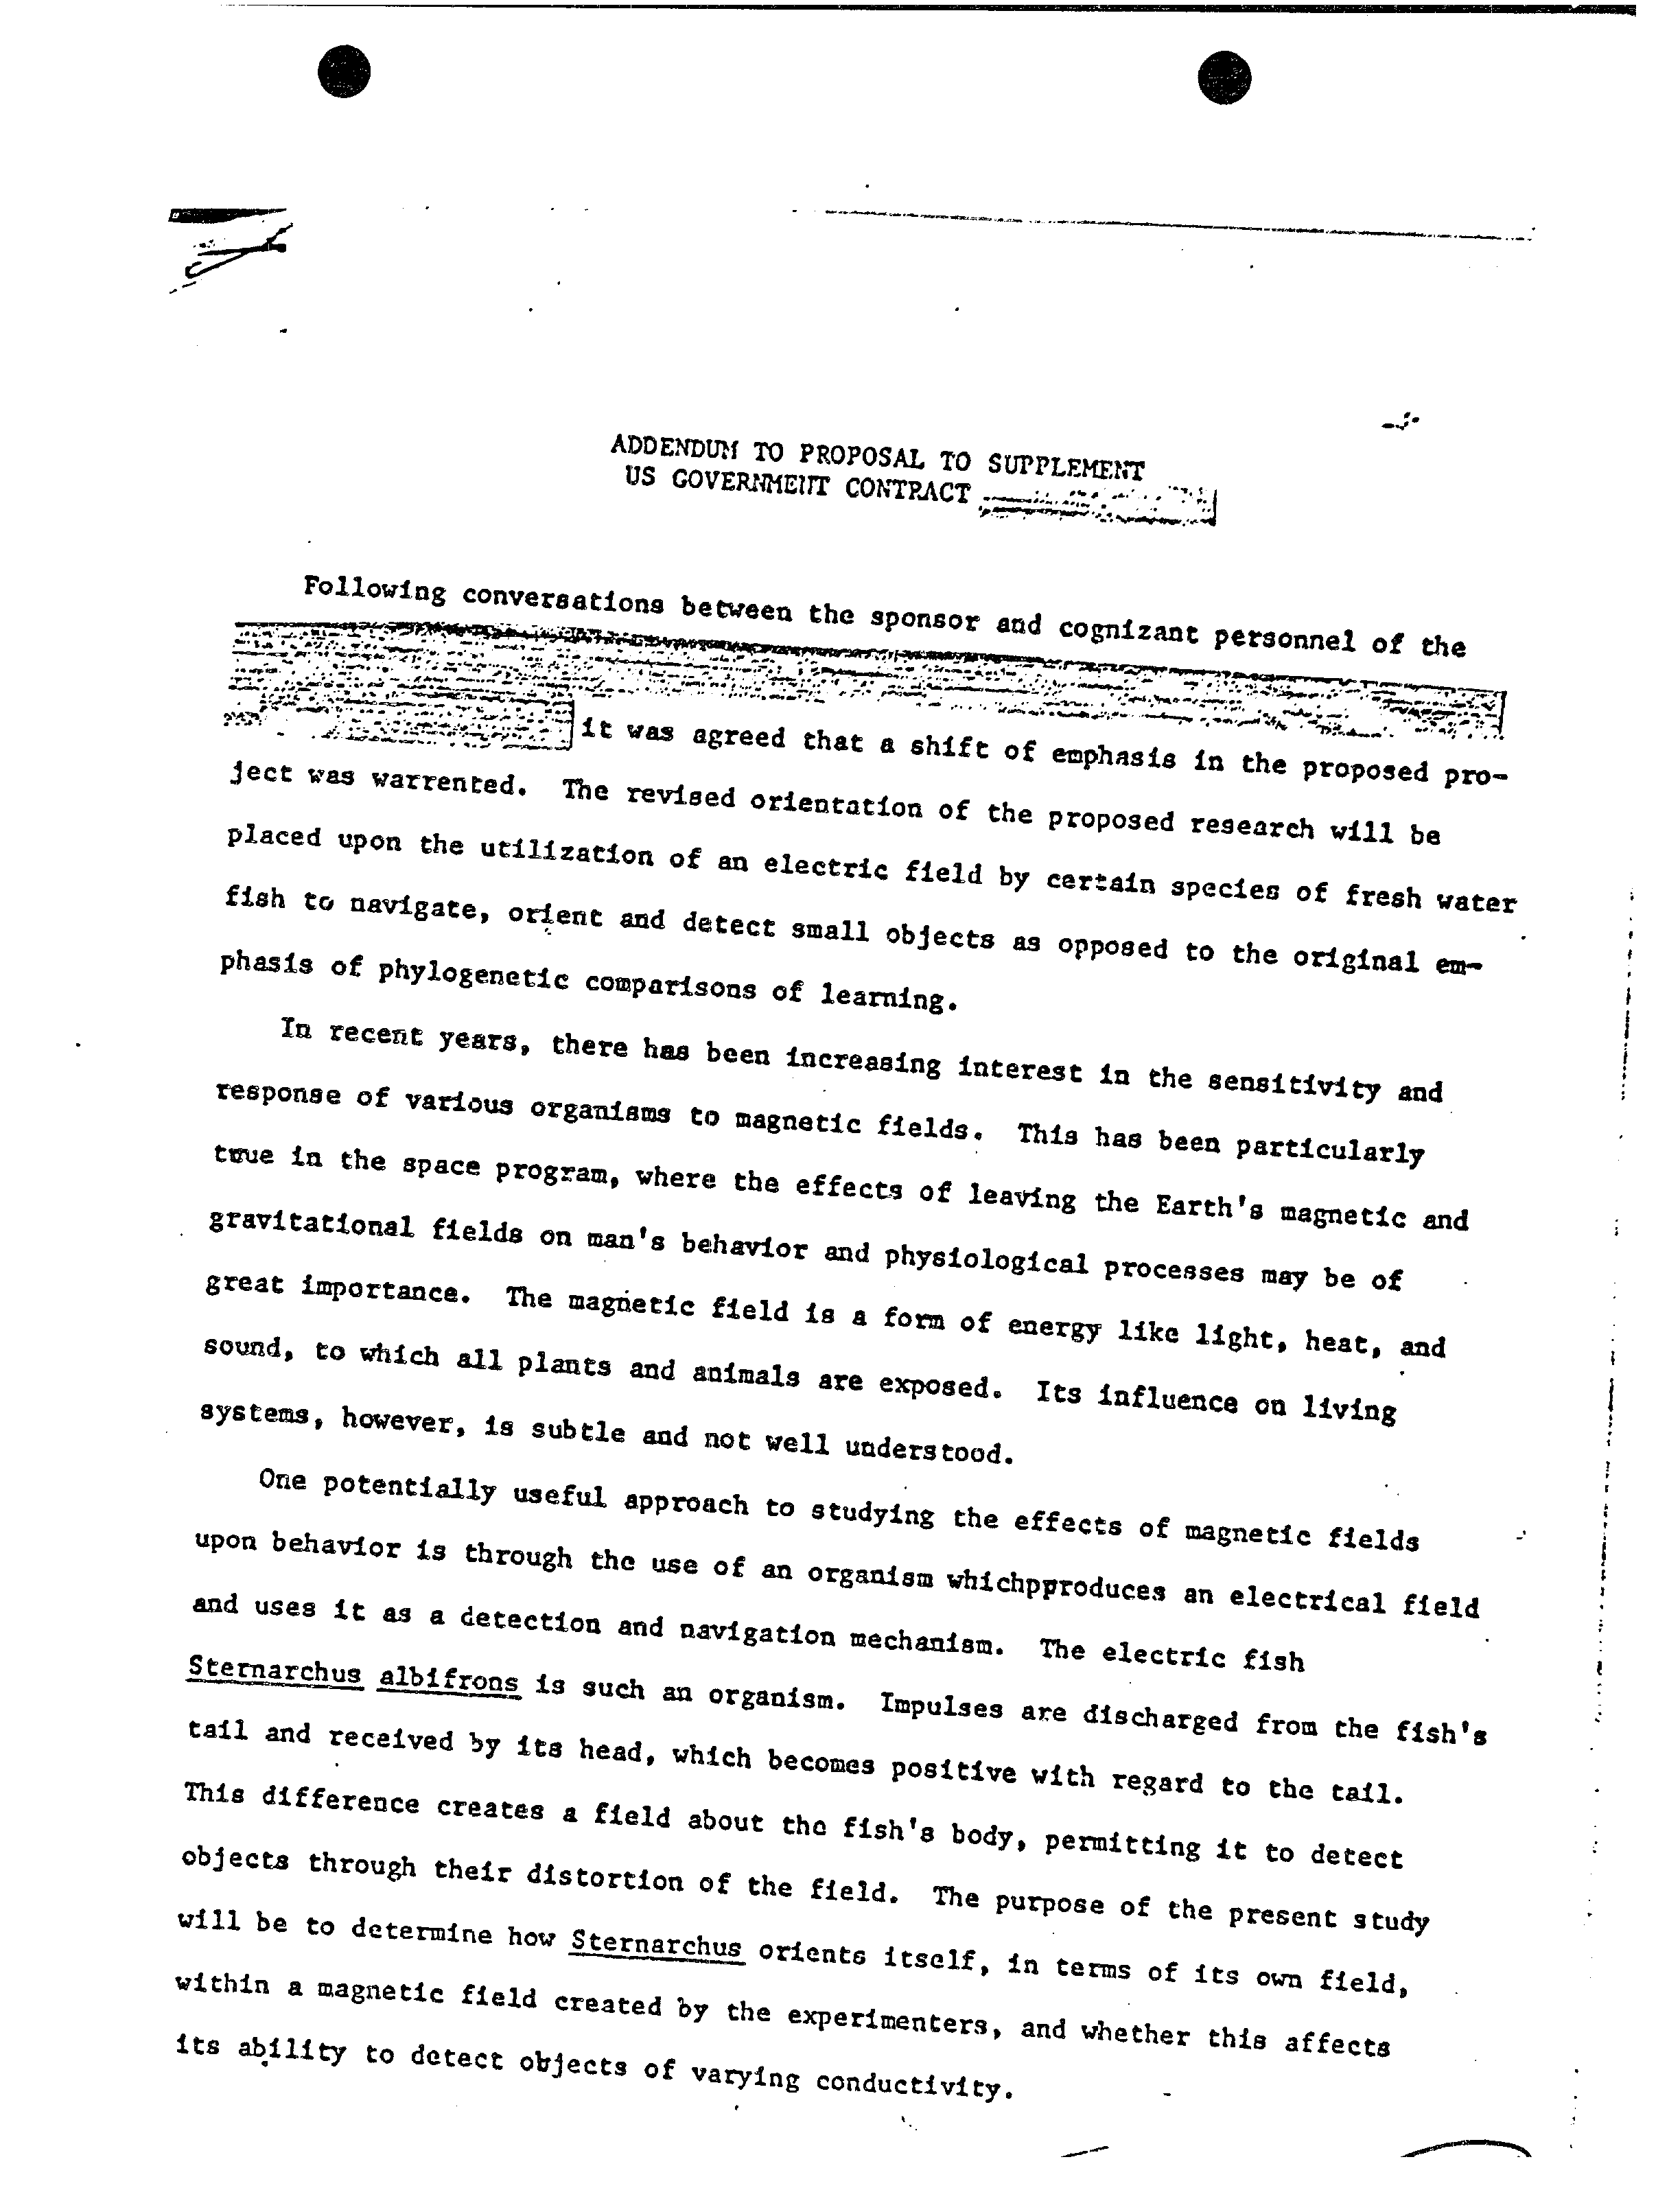 ADDENDUM TO PROPOSAL TO SUPPLEMENT
US GOVERNMENT CONTRACT
Following conversations between the sponsor and cognizant personnel of the
it was agreed that a shift of emphasis in the proposed pro-
ject was warrented. The revised orientation of the proposed research will be
placed upon the utilization of an electric field by certain species of fresh water
fish to navigate, orient and detect small objects as opposed to the original em-
phasis of phylogenetic comparisons of learning.
In recent years, there has been increasing interest in the sensitivity and
response of various organisms to magnetic fields. This has been particularly
true in the space program, where the effects of leaving the Earth's magnetic and
gravitational fields on man's behavior and physiological processes may be of
great importance. The magnetic field is a form of energy like light, heat, and
sound, to which all plants and animals are exposed. Its influence on living
systems, however, is subtle and not well understood.
One potentially useful approach to studying the effects of magnetic fields
upon behavior is through the use of an organism whichpproduces an electrical field
and uses it as a detection and navigation mechanism. The electric fish
Sternarchus albifrons is such an organism. Impulses are discharged from the fish's
tail and received by its head, which becomes positive with regard to the tail.
This difference creates a field about the fish's body, permitting it to detect
objects through their distortion of the field. The purpose of the present study
will be to determine how Sternarchus orients itself, in terms of its own field,
within a magnetic field created by the experimenters, and whether this affects
its ability to detect objects of varying conductivity.